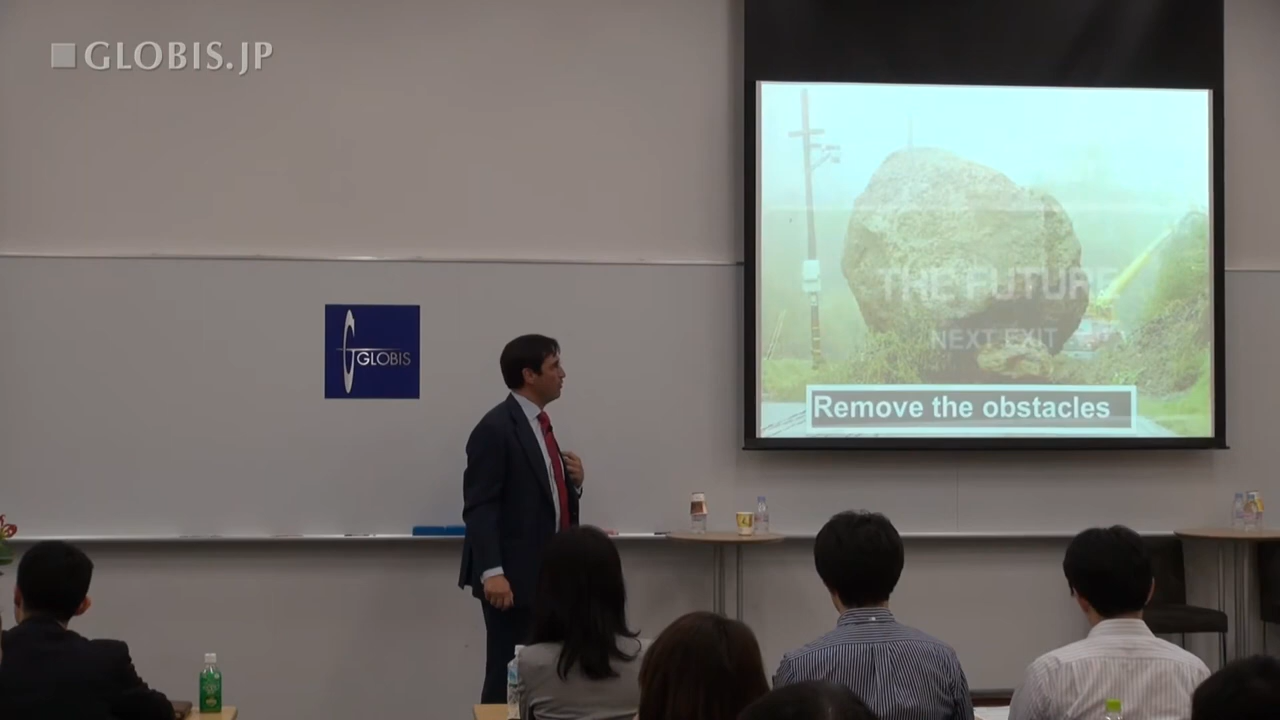 GLOBIS.JP
THE FUTURE
NEXT EXIT
Remove the obstacles
GLOBIS